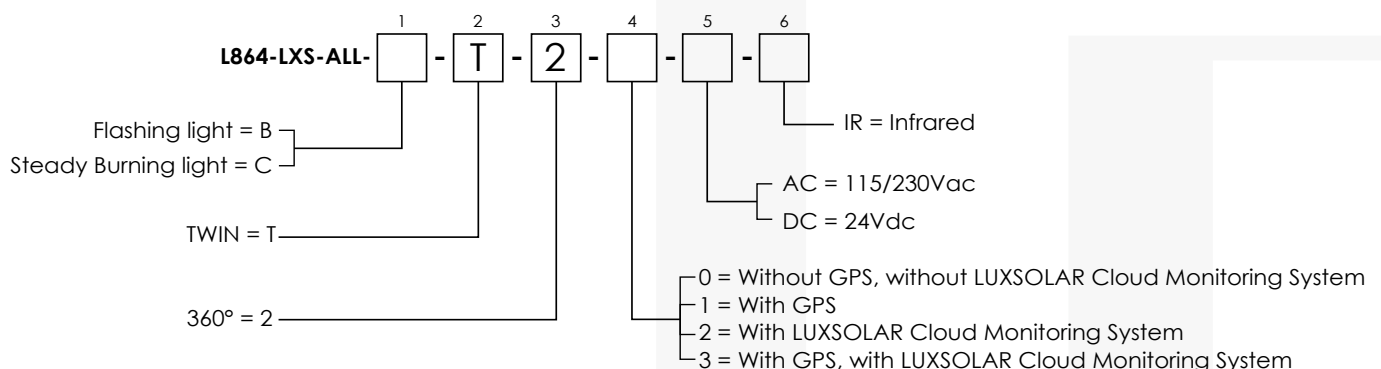 1 2 3 4 5 6
L864-LXS-ALL- - T - 2 - - -
Flashing light = B
IR = Infrared
Steady Burning light = C
AC = 115/230Vac
DC = 24Vdc
TWIN = T
0 = Without GPS, without LUXSOLAR Cloud Monitoring System
1 = With GPS
360° = 2
2 = With LUXSOLAR Cloud Monitoring System
3 = With GPS, with LUXSOLAR Cloud Monitoring System